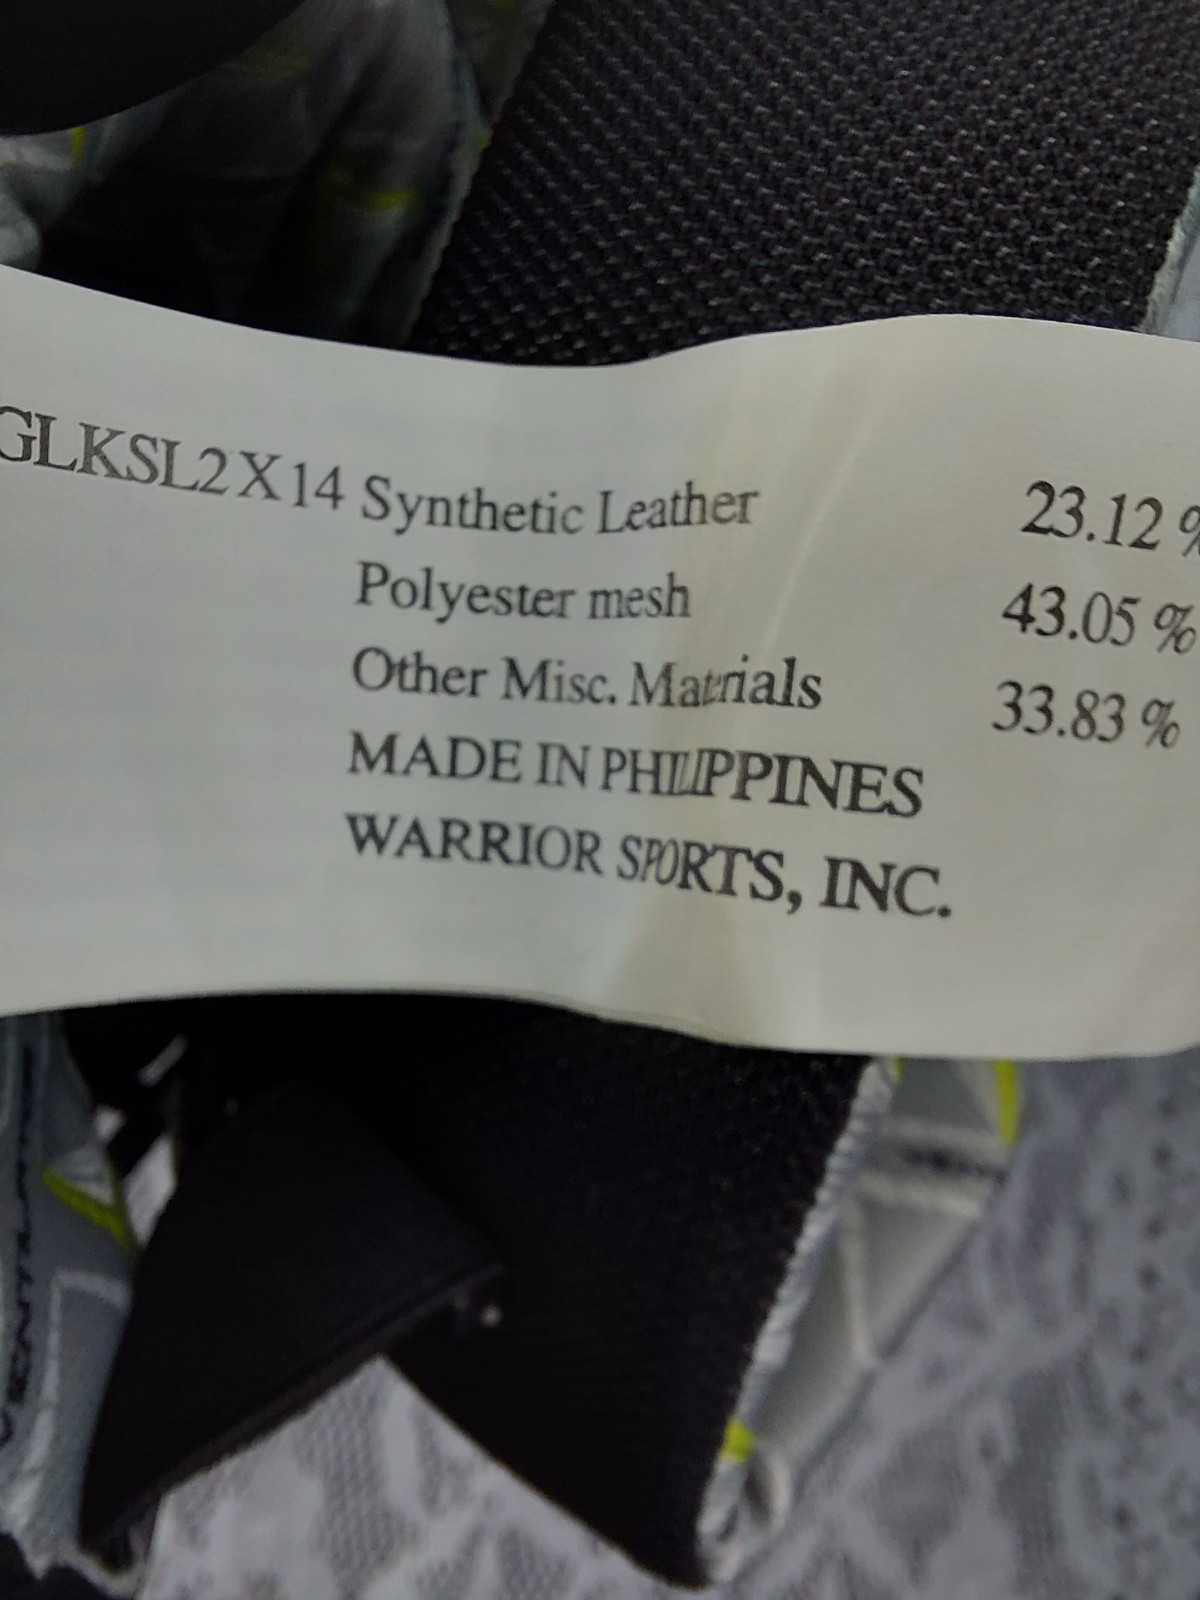 GLKSL2X14 Synthetic Leather 23.12 %
Polyester mesh 43.05 %
Other Misc. Materials 33.83 %
MADE IN PHILIPPINES
WARRIOR SPORTS, INC.